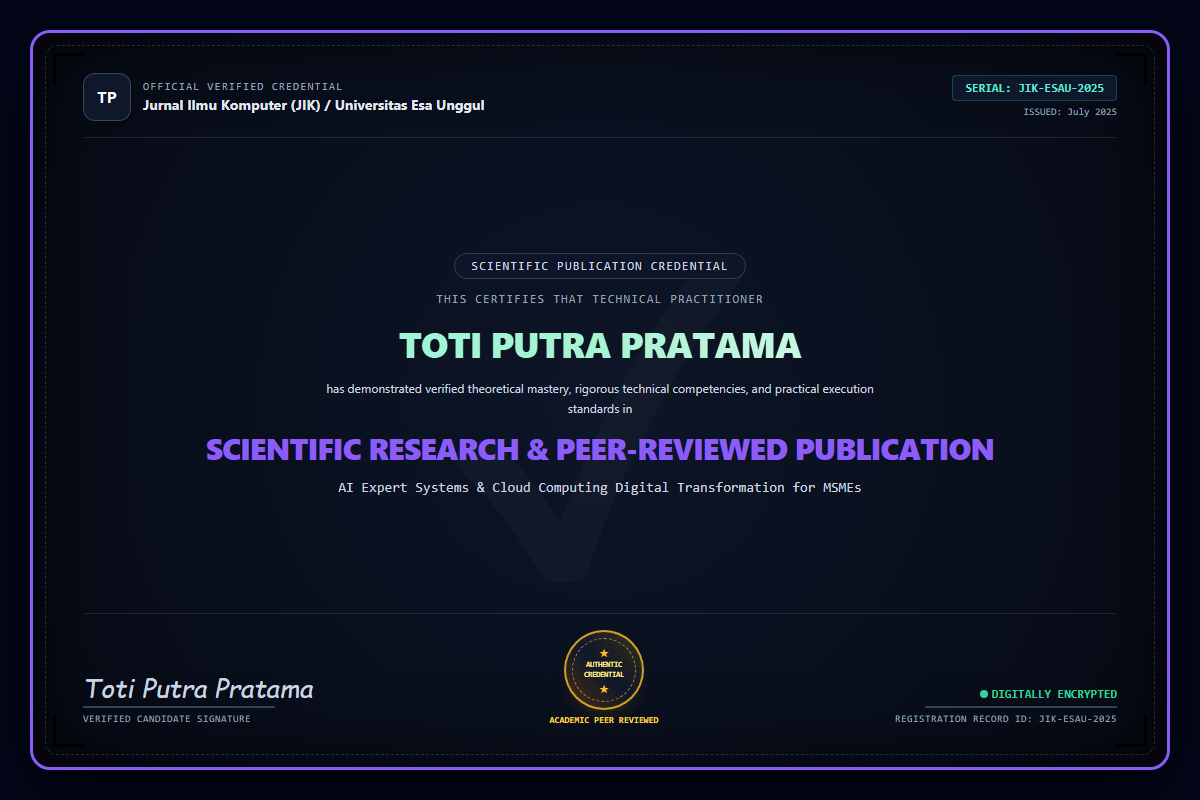 TP
OFFICIAL VERIFIED CREDENTIAL
Jurnal Ilmu Komputer (JIK) / Universitas Esa Unggul
SERIAL: JIK-ESAU-2025
ISSUED: July 2025
SCIENTIFIC PUBLICATION CREDENTIAL
THIS CERTIFIES THAT TECHNICAL PRACTITIONER
TOTI PUTRA PRATAMA
has demonstrated verified theoretical mastery, rigorous technical competencies, and practical execution
standards in
SCIENTIFIC RESEARCH & PEER-REVIEWED PUBLICATION
AI Expert Systems & Cloud Computing Digital Transformation for MSMEs
Toti Putra Pratama
VERIFIED CANDIDATE SIGNATURE
★
AUTHENTIC
CREDENTIAL
★
ACADEMIC PEER REVIEWED
DIGITALLY ENCRYPTED
REGISTRATION RECORD ID: JIK-ESAU-2025